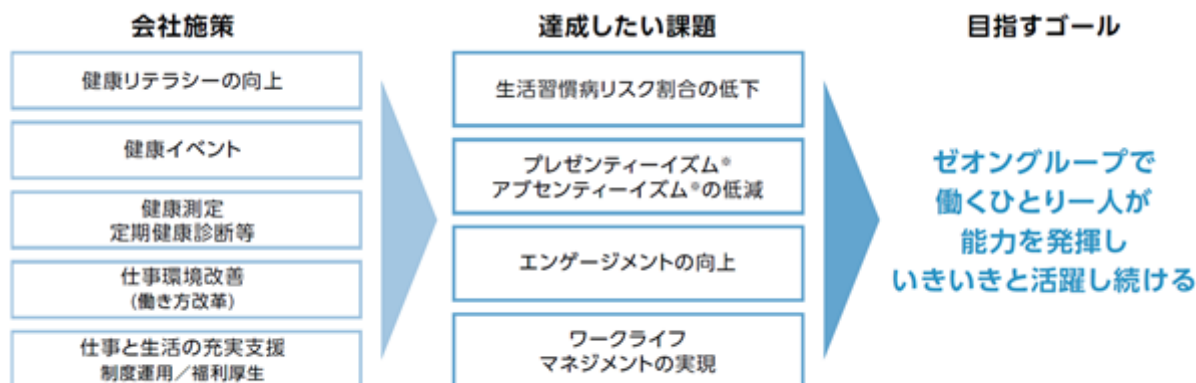 会社施策
健康リテラシーの向上
健康イベント
健康測定
定期健康診断等
仕事環境改善
(働き方改革)
仕事と生活の充実支援
制度運用／福利厚生
達成したい課題
生活習慣病リスク割合の低下
プレゼンティーイズム※
アブセンティーイズム※の低減
エンゲージメントの向上
ワークライフ
マネジメントの実現
目指すゴール
ゼオングループで
働くひとり一人が
能力を発揮し
いきいきと活躍し続ける